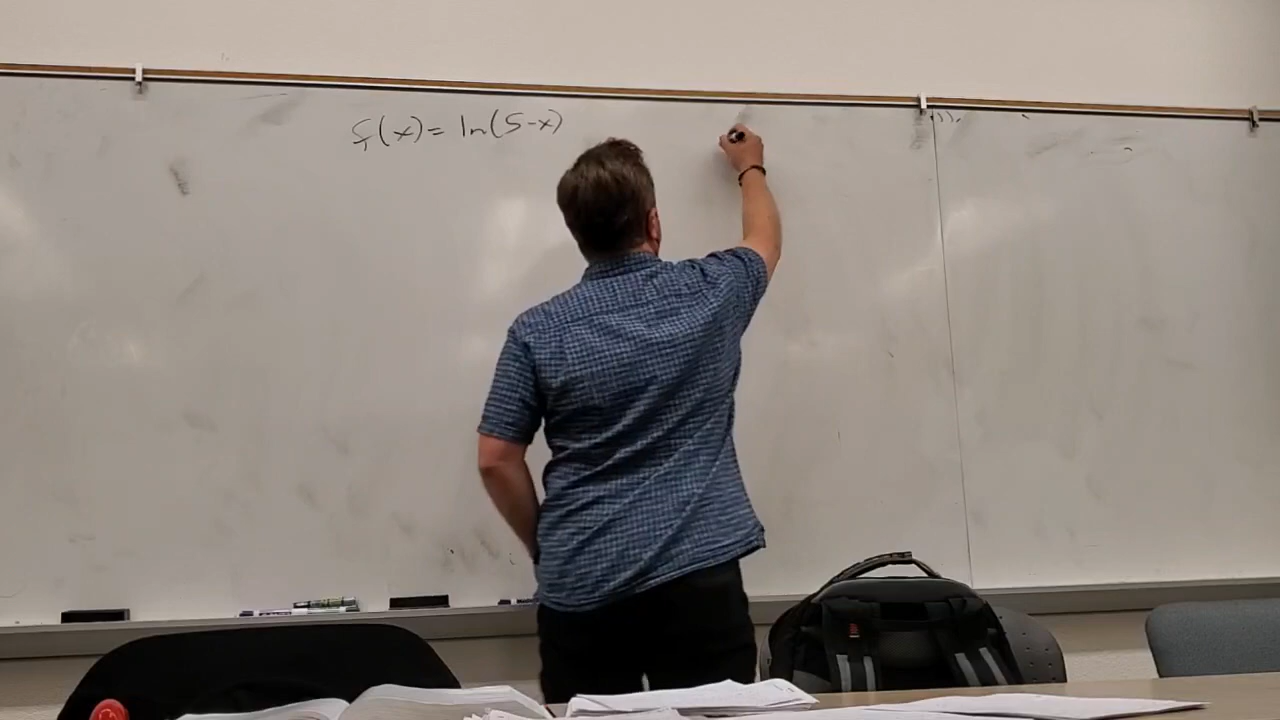 f(x) = ln(5-x)